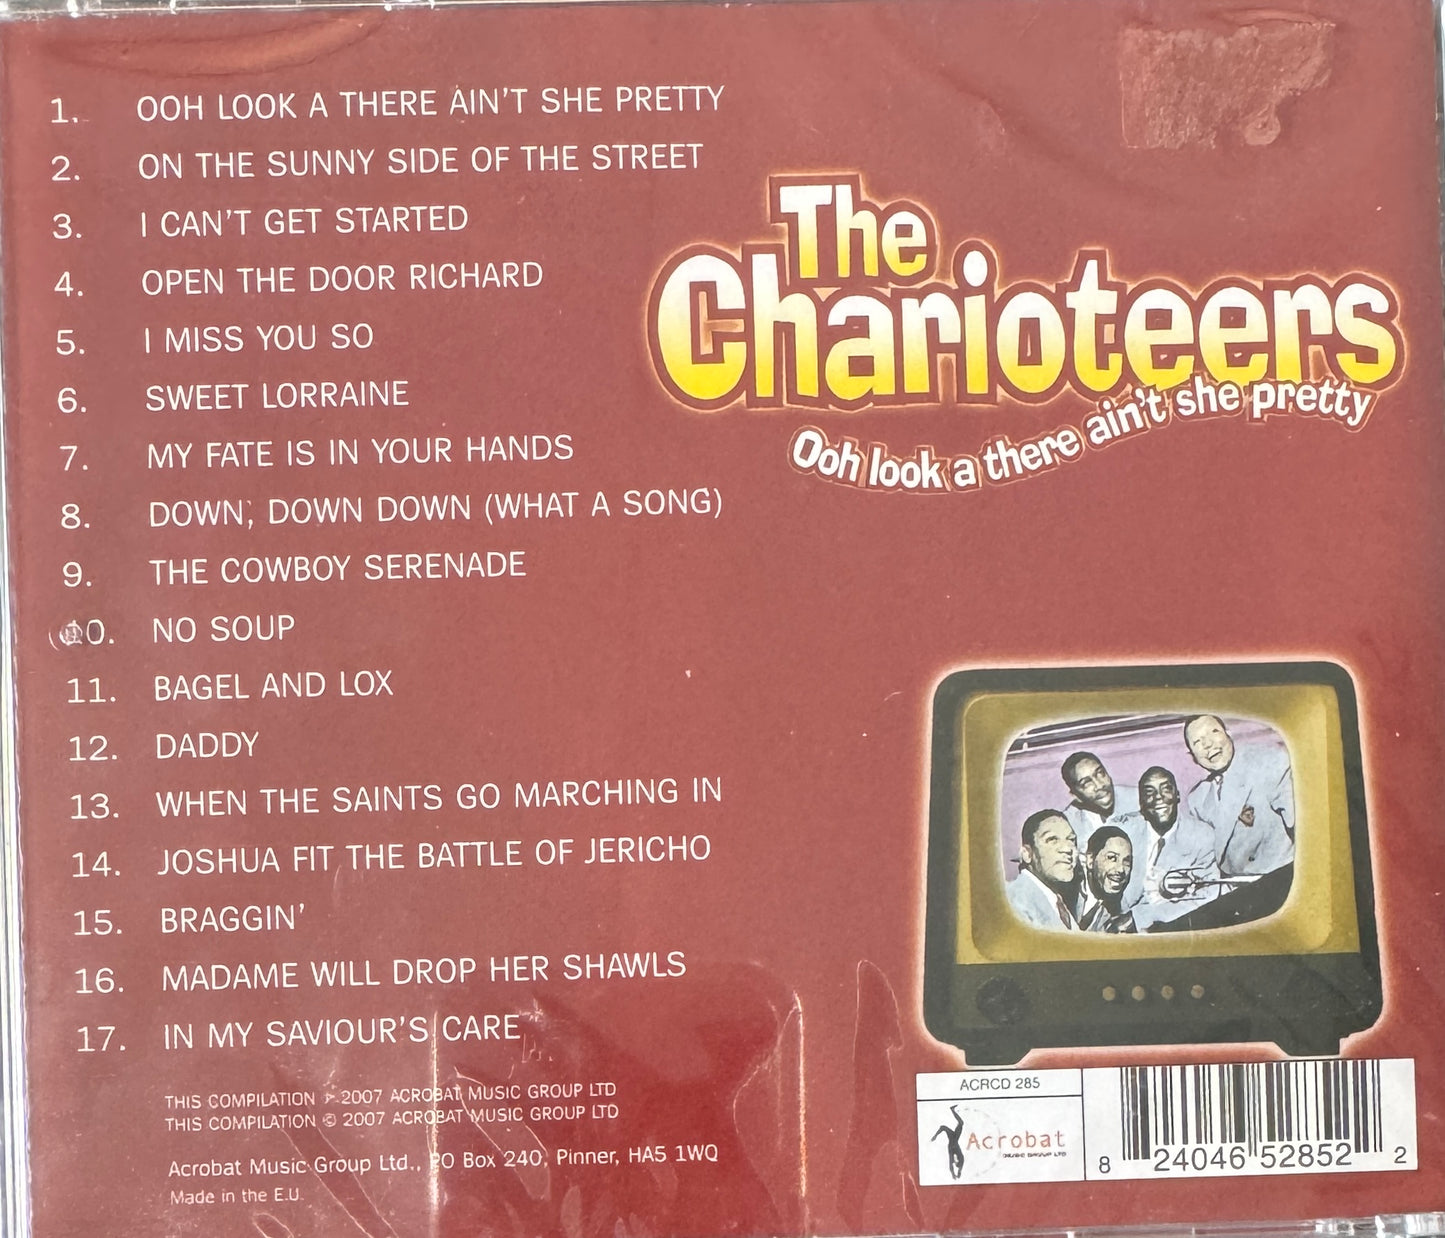 1. OOH LOOK A THERE AIN'T SHE PRETTY
2. ON THE SUNNY SIDE OF THE STREET
3. I CAN'T GET STARTED
4. OPEN THE DOOR RICHARD
5. I MISS YOU SO
6. SWEET LORRAINE
7. MY FATE IS IN YOUR HANDS
8. DOWN, DOWN DOWN (WHAT A SONG)
9. THE COWBOY SERENADE
10. NO SOUP
11. BAGEL AND LOX
12. DADDY
13. WHEN THE SAINTS GO MARCHING IN
14. JOSHUA FIT THE BATTLE OF JERICHO
15. BRAGGIN'
16. MADAME WILL DROP HER SHAWLS
17. IN MY SAVIOUR'S CARE
THIS COMPILATION ℗ 2007 ACROBAT MUSIC GROUP LTD
THIS COMPILATION © 2007 ACROBAT MUSIC GROUP LTD
Acrobat Music Group Ltd., PO Box 240, Pinner, HA5 1WQ
Made in the E.U.
The
Charioteers
Ooh look a there ain't she pretty
ACRCD 285
Acrobat
MUSIC GROUP LTD
8 24046 52852 2